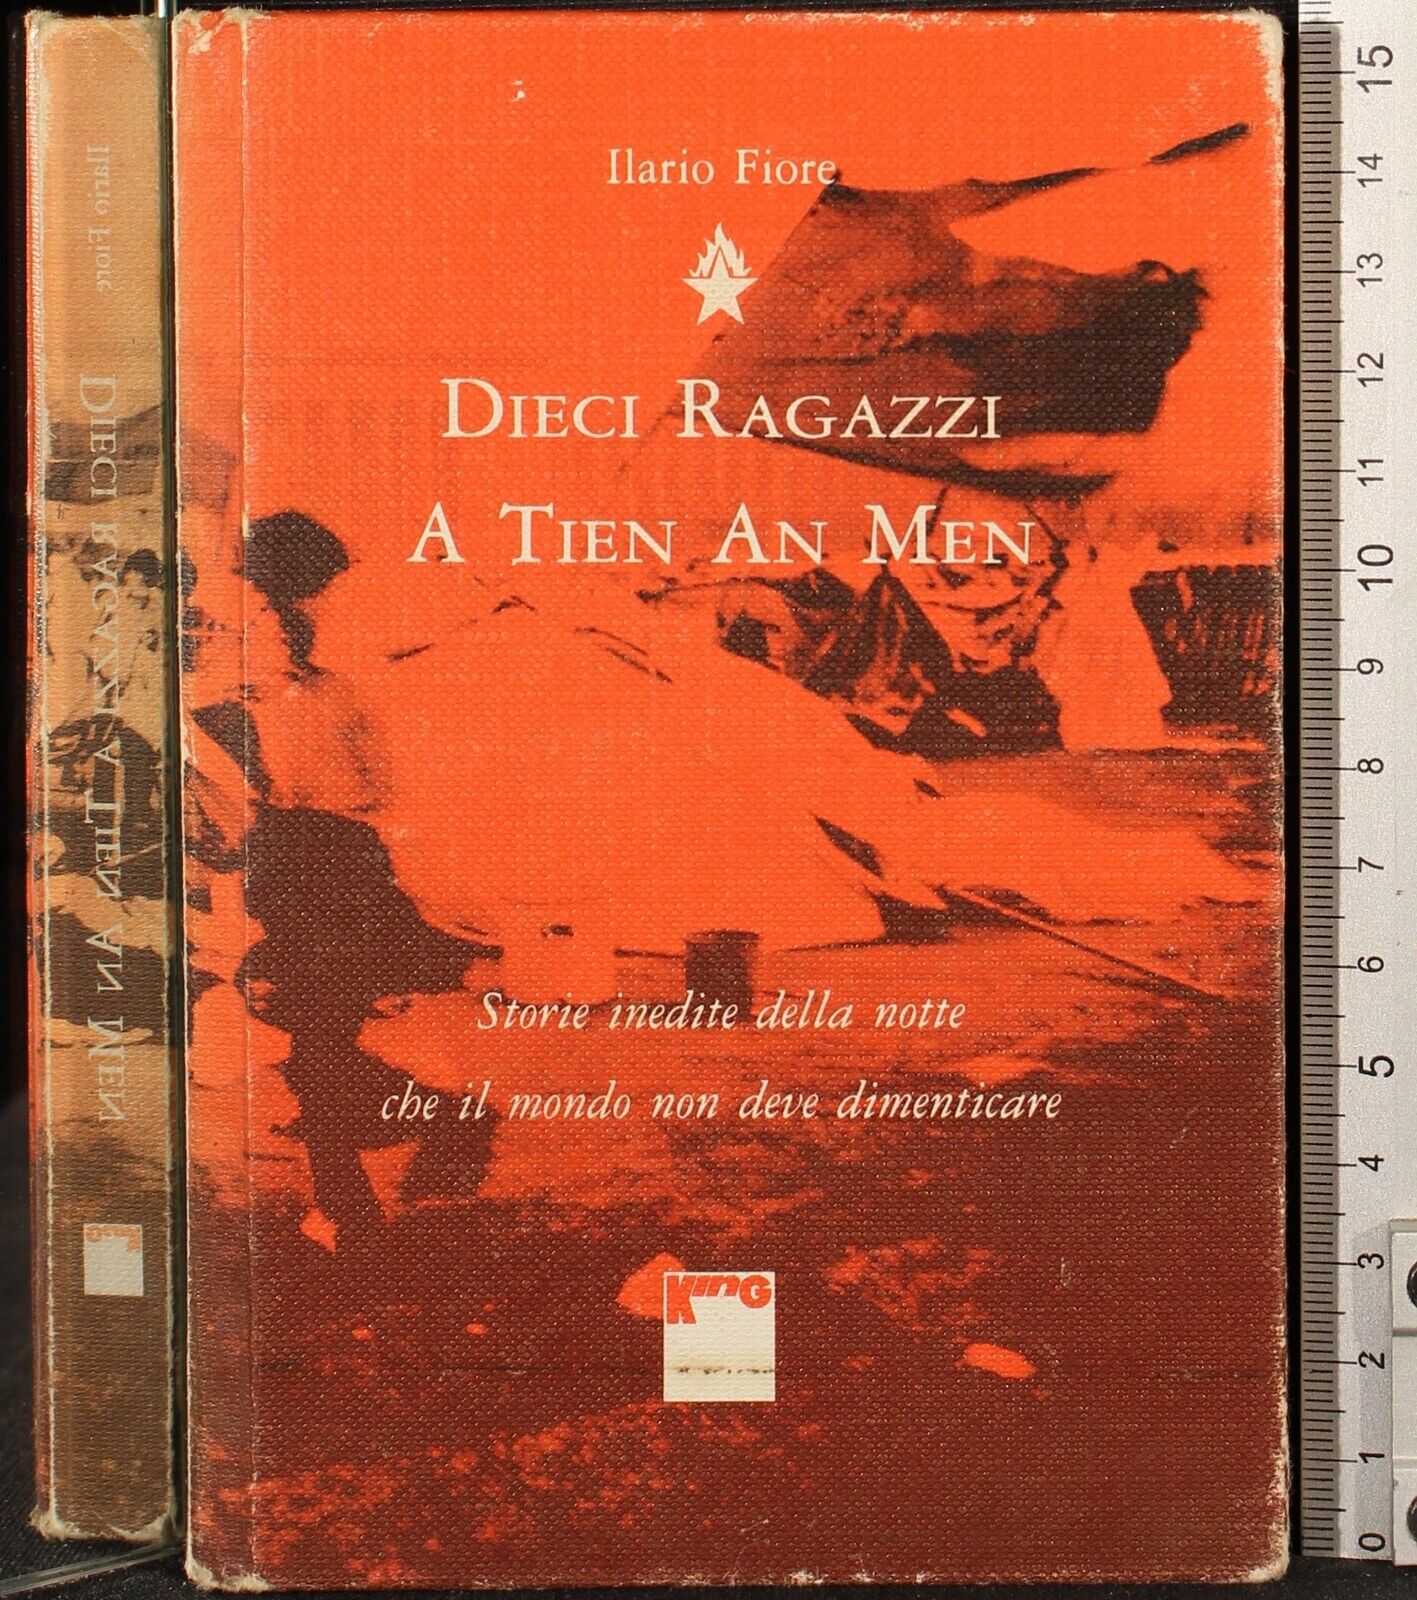 Ilario Fiore
DIECI RAGAZZI
A TIEN AN MEN
Storie inedite della notte
che il mondo non deve dimenticare
KinG
Ilario Fiore DIECI RAGAZZI A TIEN AN MEN
15
14
13
12
11
10
9
8
7
6
5
4
3
2
1
0